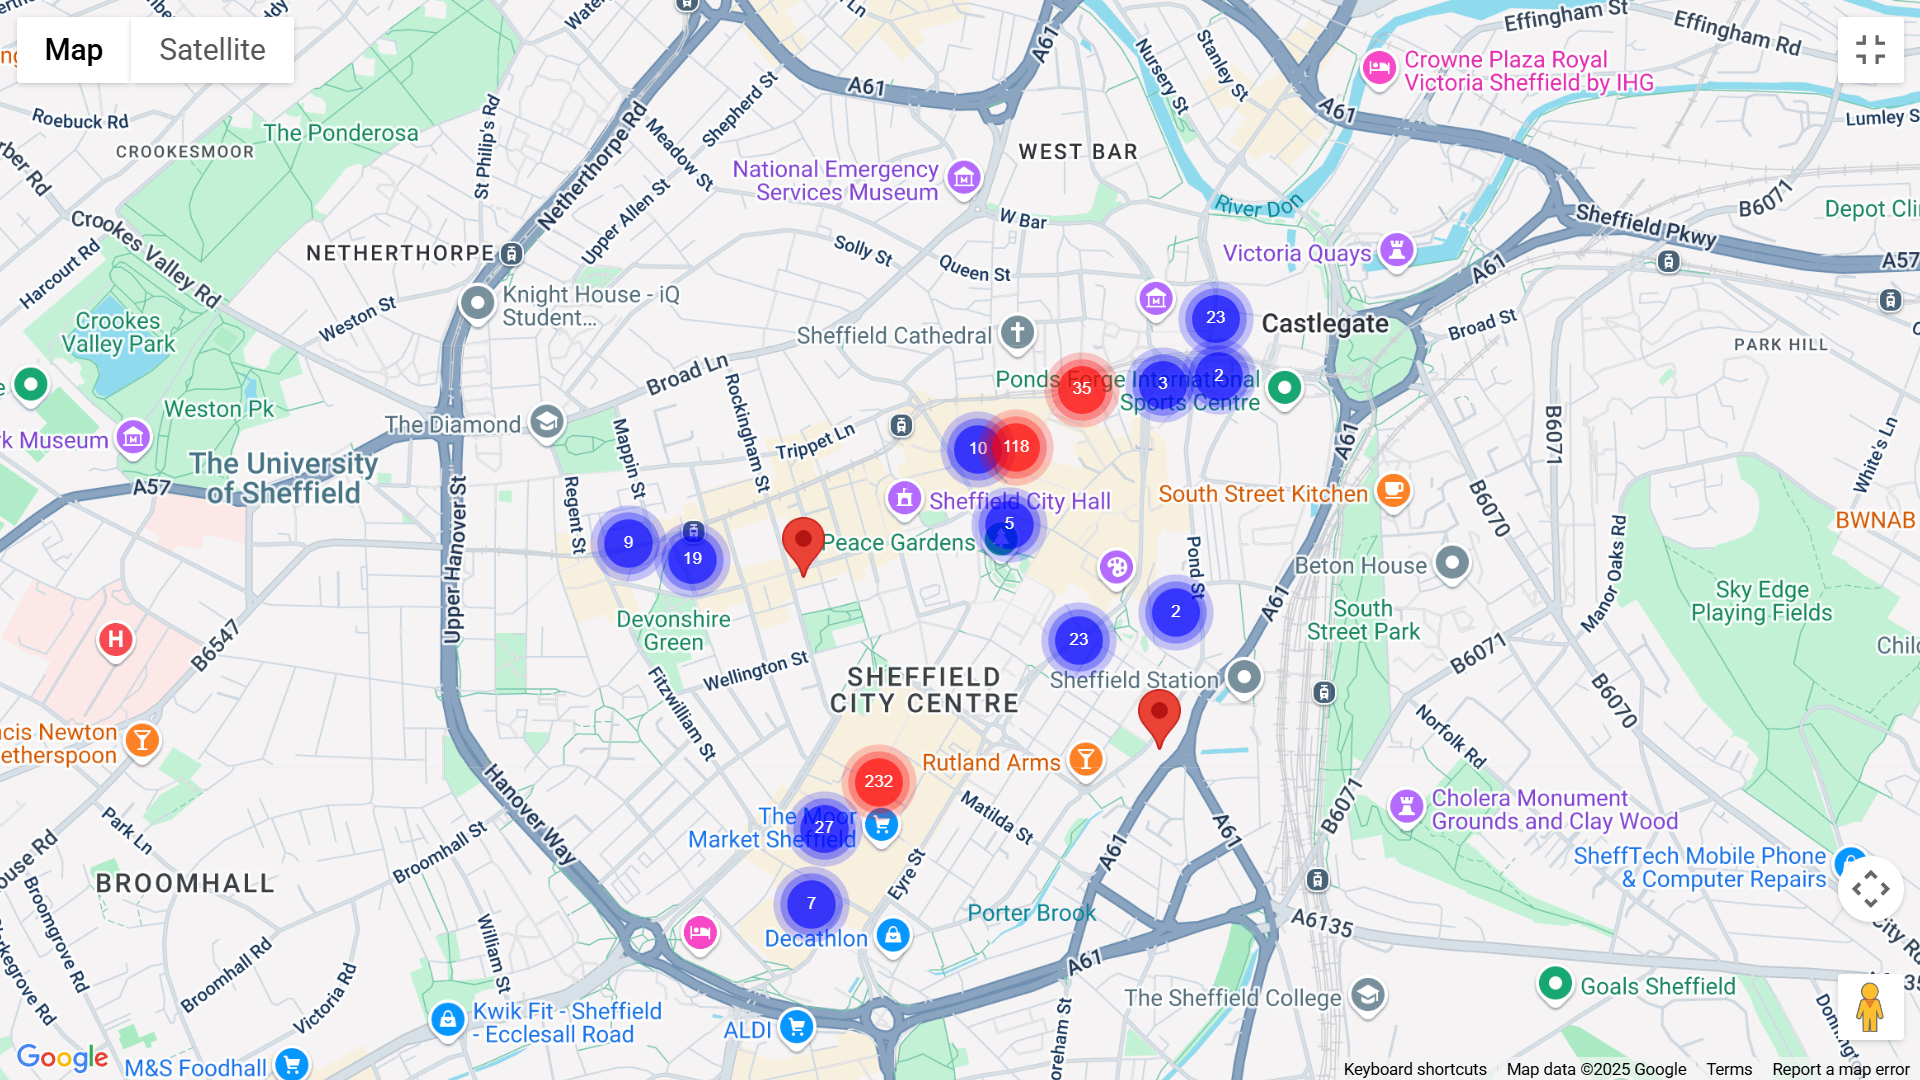 Map
Satellite
Effingham St
Effingham Rd
A61
Nursery St
Stanley St
A61
Crowne Plaza Royal
Victoria Sheffield by IHG
A61
Lumley S
Roebuck Rd
The Ponderosa
CROOKESMOOR
St Philip's Rd
Netherthorpe Rd
Meadow St
Shepherd St
Upper Allen St
National Emergency
Services Museum
WEST BAR
W Bar
River Don
Sheffield Pkwy
B6071
Depot Cli
A57
Crookes Valley Rd
Harcourt Rd
NETHERTHORPE
Solly St
Queen St
Victoria Quays
A61
Knight House - iQ
Student...
Weston St
Crookes
Valley Park
Sheffield Cathedral
23
Castlegate
Broad St
PARK HILL
Broad Ln
Rockingham St
Ponds Forge International
Sports Centre
35
3
2
Weston Pk
The Diamond
Mappin St
Trippet Ln
k Museum
The University
of Sheffield
A57
Upper Hanover St
Regent St
10
118
Sheffield City Hall
South Street Kitchen
A61
B6071
B6070
White's Ln
BWNAB
9
19
Peace Gardens
5
Pond St
Beton House
Manor Oaks Rd
Sky Edge
Playing Fields
Devonshire
Green
2
23
A61
South
Street Park
B6071
B6070
H
B6547
Wellington St
Fitzwilliam St
SHEFFIELD
CITY CENTRE
Sheffield Station
Norfolk Rd
cis Newton
etherspoon
Rutland Arms
232
The Moor
Market Sheffield
27
Matilda St
A61
A61
B6071
Cholera Monument
Grounds and Clay Wood
Hanover Way
Park Ln
Broomhall St
BROOMHALL
Eyre St
SheffTech Mobile Phone
& Computer Repairs
7
Decathlon
Porter Brook
A6135
City Ro
Broomgrove Rd
Broomhall Rd
William St
Victoria Rd
A61
The Sheffield College
Goals Sheffield
Kwik Fit - Sheffield
- Ecclesall Road
ALDI
oreham St
Google
M&S Foodhall
Keyboard shortcuts
Map data ©2025 Google
Terms
Report a map error